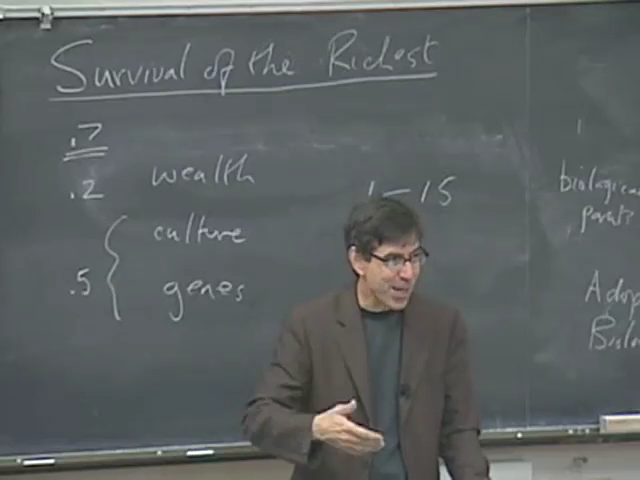 Survival of the Richest
.7
.2 wealth
1 – 15
culture
.5 { genes
biological
parents
Adop
Biolo